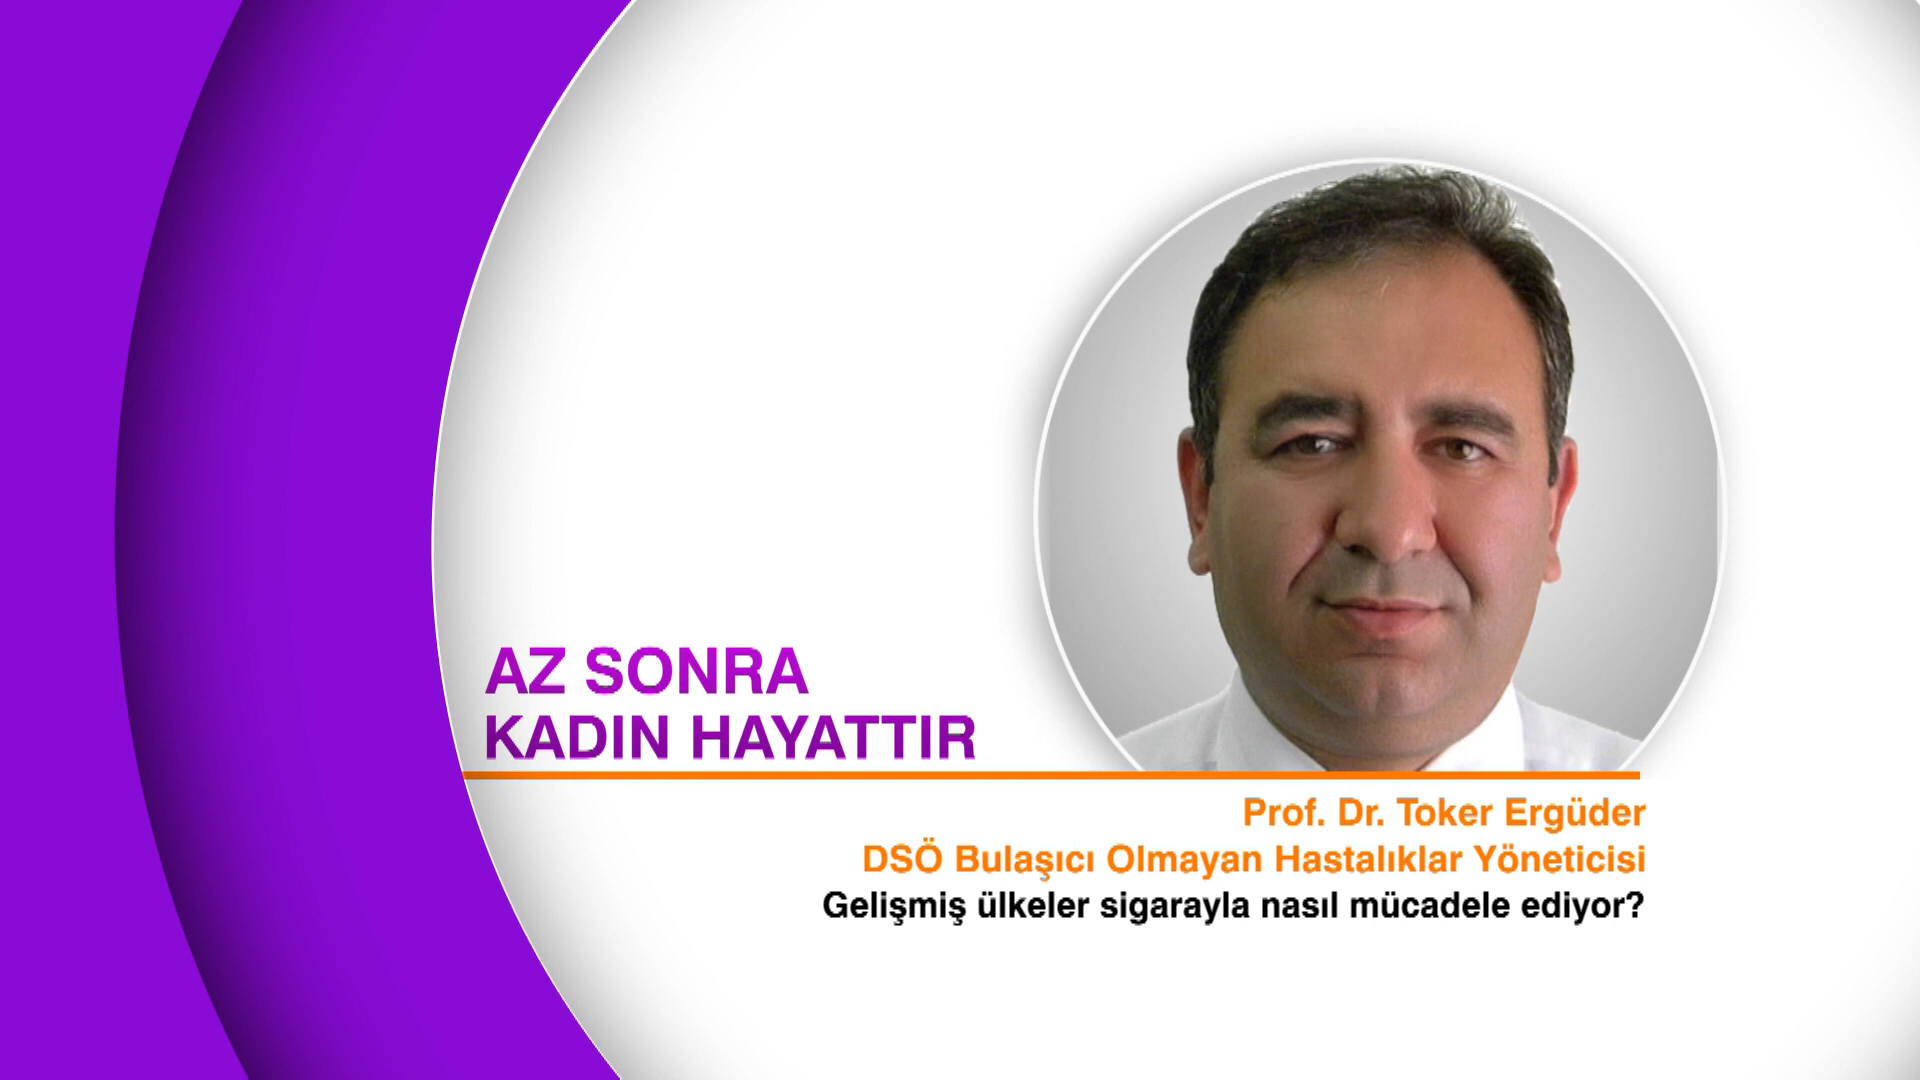 AZ SONRA
KADIN HAYATTIR
Prof. Dr. Toker Ergüder
DSÖ Bulaşıcı Olmayan Hastalıklar Yöneticisi
Gelişmiş ülkeler sigarayla nasıl mücadele ediyor?